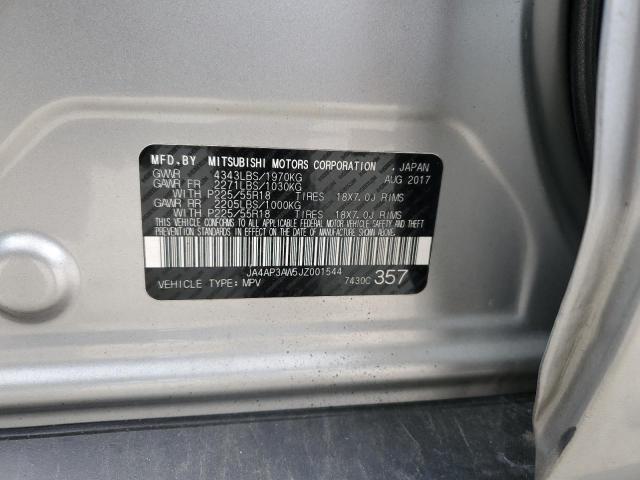 MFD.BY MITSUBISHI MOTORS CORPORATION , JAPAN
GVWR 4343LBS/1970KG AUG 2017
GAWR FR 2271LBS/1030KG
WITH P225/55R18 TIRES 18X7.0J RIMS
GAWR RR 2205LBS/1000KG
WITH P225/55R18 TIRES 18X7.0J RIMS
THIS VEHICLE CONFORMS TO ALL APPLICABLE FEDERAL MOTOR VEHICLE SAFETY AND THEFT
PREVENTION STANDARDS IN EFFECT ON THE DATE OF MANUFACTURE SHOWN ABOVE.
JA4AP3AW5JZ001544
VEHICLE TYPE: MPV 7430C 357